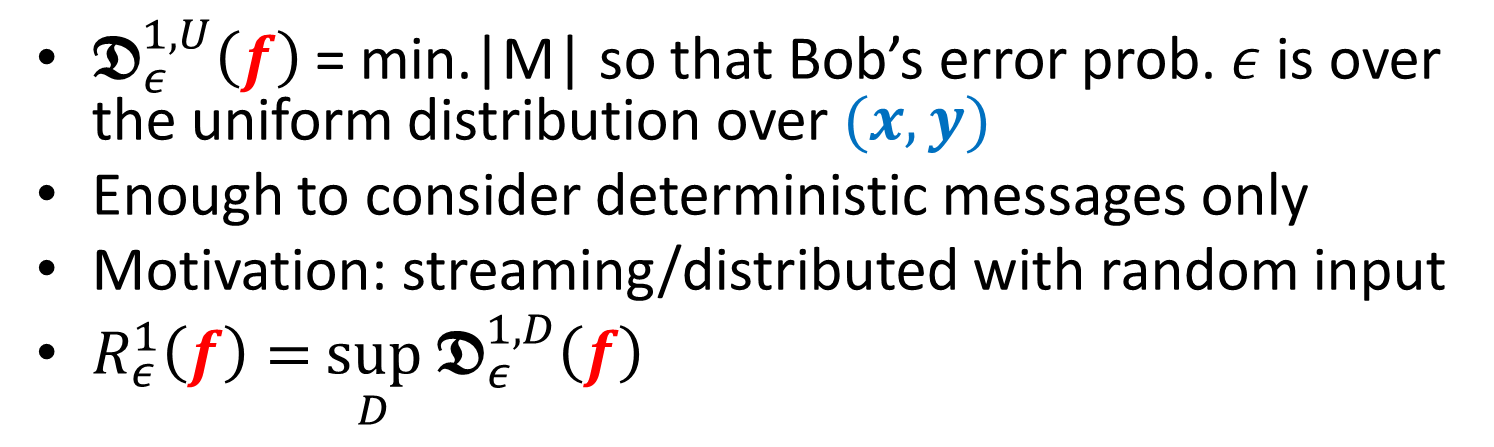 • 𝕯_ϵ^{1,U}(f) = min.|M| so that Bob's error prob. ϵ is over
the uniform distribution over (x, y)
• Enough to consider deterministic messages only
• Motivation: streaming/distributed with random input
• R_ϵ^1(f) = sup_D 𝕯_ϵ^{1,D}(f)